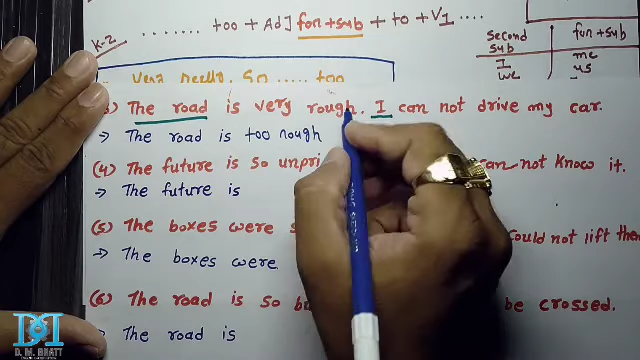 ........ too + Adj for + sub + to + V1 ....
K-2
second sub | for + sub
I | me
we | us
very really. So ..... too
The road is very rough. I can not drive my car.
→ The road is too rough
(4) The future is so can not know it.
→ The future is
(5) The boxes were could not lift them
→ The boxes were
(6) The road is so be crossed.
→ The road is
D. M. BHATT